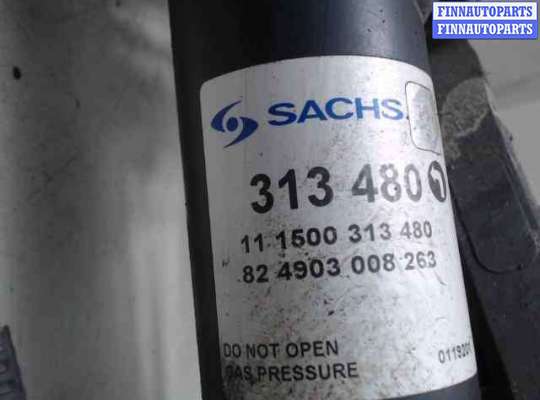 FINNAUTOPARTS
FINNAUTOPARTS
SACHS
313 480
11 1500 313 480
82 4903 008 263
DO NOT OPEN
GAS PRESSURE